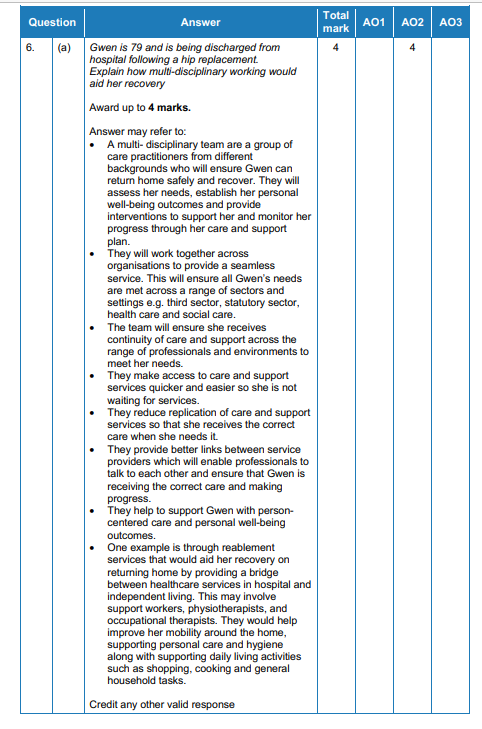 Question Answer Total mark AO1 AO2 AO3
6. (a) Gwen is 79 and is being discharged from 4 4
hospital following a hip replacement.
Explain how multi-disciplinary working would
aid her recovery
Award up to 4 marks.
Answer may refer to:
• A multi- disciplinary team are a group of
care practitioners from different
backgrounds who will ensure Gwen can
return home safely and recover. They will
assess her needs, establish her personal
well-being outcomes and provide
interventions to support her and monitor her
progress through her care and support
plan.
• They will work together across
organisations to provide a seamless
service. This will ensure all Gwen's needs
are met across a range of sectors and
settings e.g. third sector, statutory sector,
health care and social care.
• The team will ensure she receives
continuity of care and support across the
range of professionals and environments to
meet her needs.
• They make access to care and support
services quicker and easier so she is not
waiting for services.
• They reduce replication of care and support
services so that she receives the correct
care when she needs it.
• They provide better links between service
providers which will enable professionals to
talk to each other and ensure that Gwen is
receiving the correct care and making
progress.
• They help to support Gwen with person-
centered care and personal well-being
outcomes.
• One example is through reablement
services that would aid her recovery on
returning home by providing a bridge
between healthcare services in hospital and
independent living. This may involve
support workers, physiotherapists, and
occupational therapists. They would help
improve her mobility around the home,
supporting personal care and hygiene
along with supporting daily living activities
such as shopping, cooking and general
household tasks.
Credit any other valid response